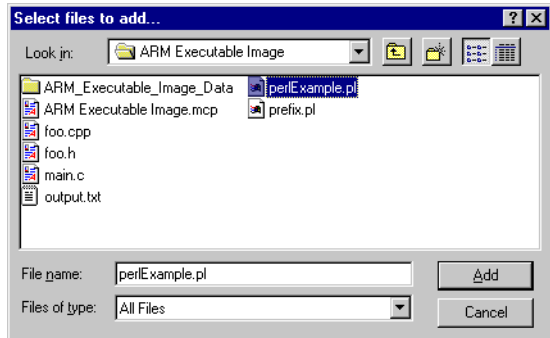 Select files to add...
Look in: ARM Executable Image
ARM_Executable_Image_Data perlExample.pl
ARM Executable Image.mcp prefix.pl
foo.cpp
foo.h
main.c
output.txt
File name: perlExample.pl Add
Files of type: All Files Cancel